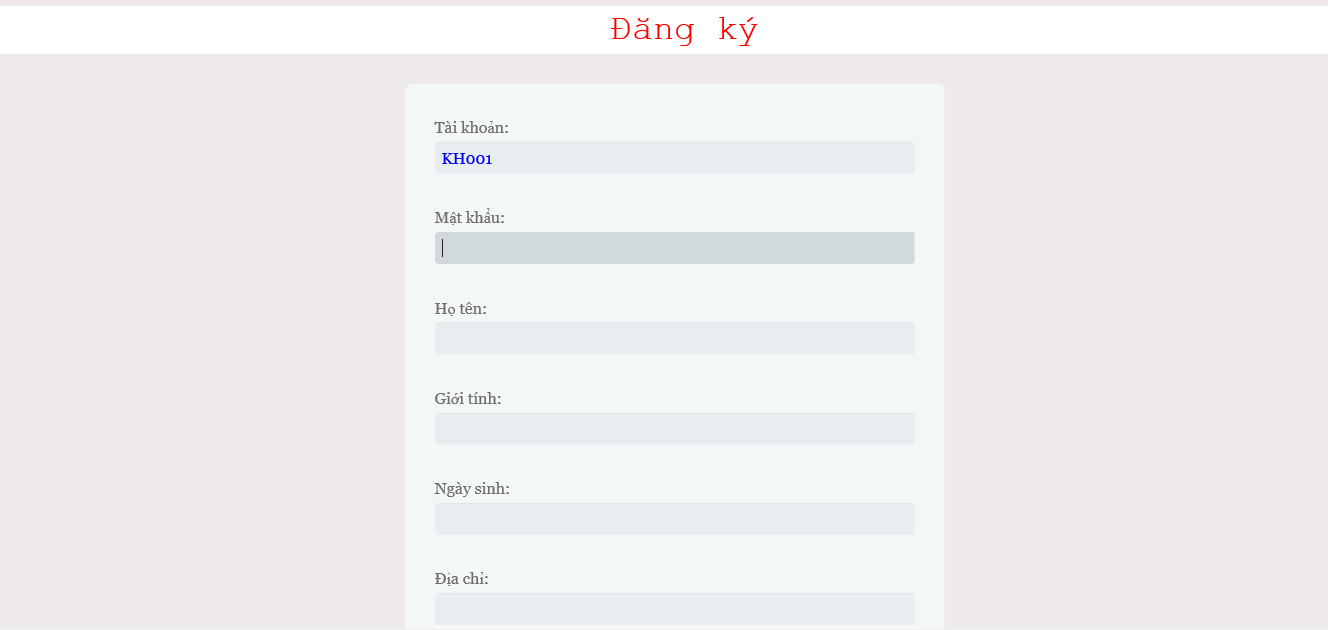 Đăng ký
Tài khoản:
KH001
Mật khẩu:
Họ tên:
Giới tính:
Ngày sinh:
Địa chỉ: